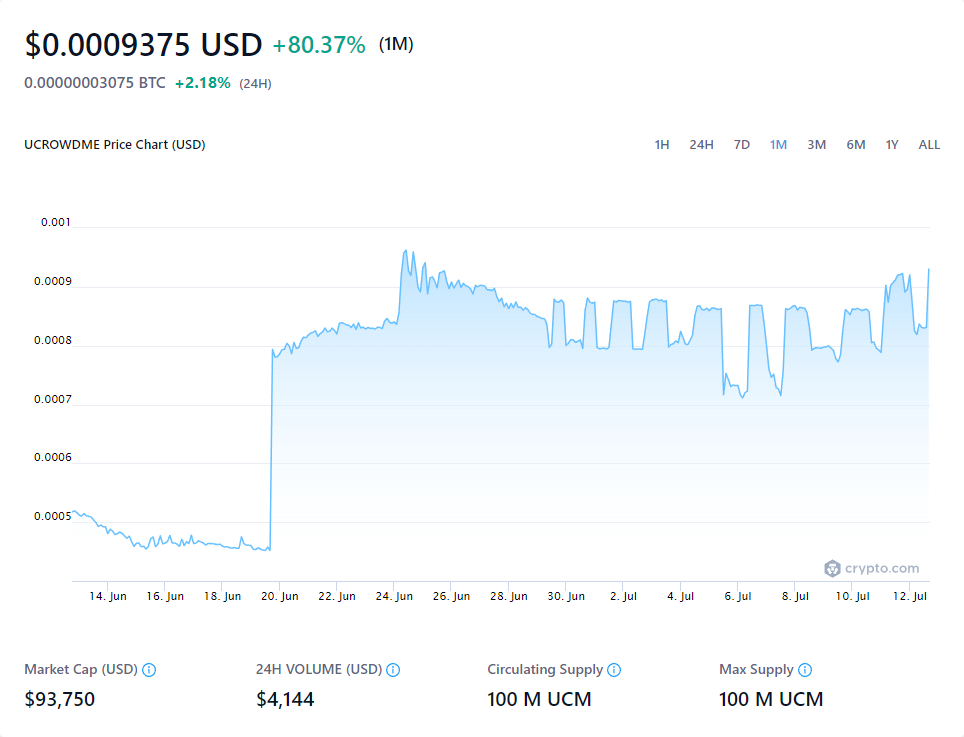 $0.0009375 USD +80.37% (1M)
0.00000003075 BTC +2.18% (24H)
UCROWDME Price Chart (USD) 1H 24H 7D 1M 3M 6M 1Y ALL
0.001
0.0009
0.0008
0.0007
0.0006
0.0005
crypto.com
14. Jun 16. Jun 18. Jun 20. Jun 22. Jun 24. Jun 26. Jun 28. Jun 30. Jun 2. Jul 4. Jul 6. Jul 8. Jul 10. Jul 12. Jul
Market Cap (USD) 24H VOLUME (USD) Circulating Supply Max Supply
$93,750 $4,144 100 M UCM 100 M UCM